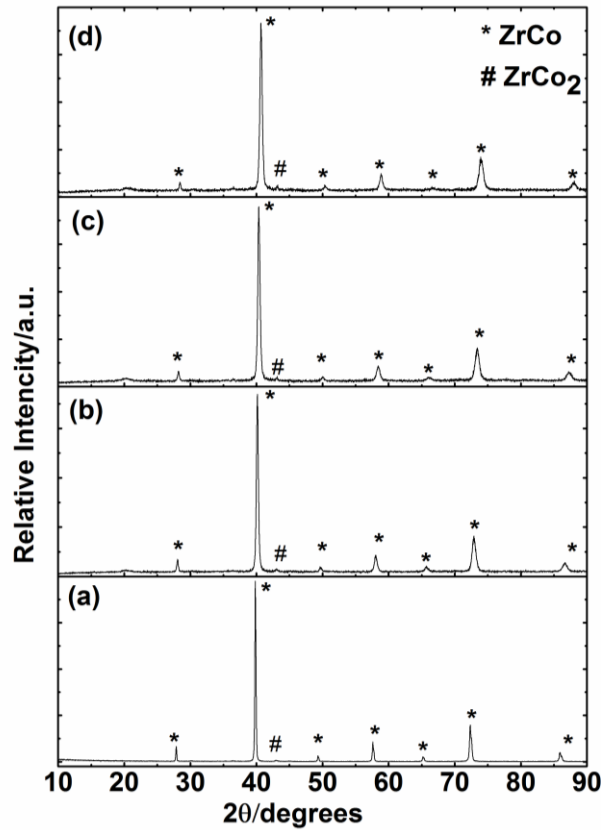 (d)
*
* ZrCo
# ZrCo2
* # * * * * *
(c)
*
* # * * * * *
(b)
*
* # * * * * *
(a)
*
* # * * * * *
10 20 30 40 50 60 70 80 90
2θ/degrees
Relative Intencity/a.u.